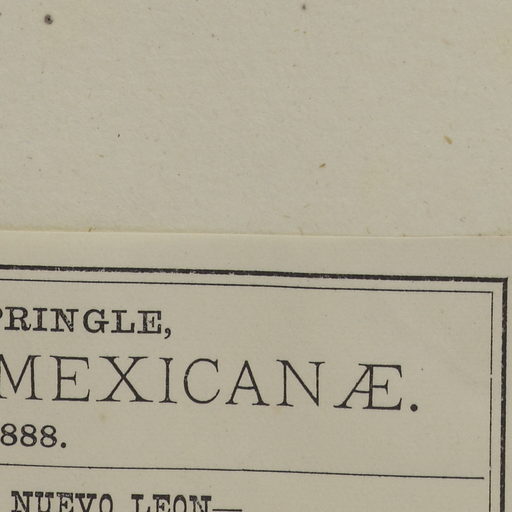 PRINGLE,
MEXICANÆ.
888.
NUEVO LEON—